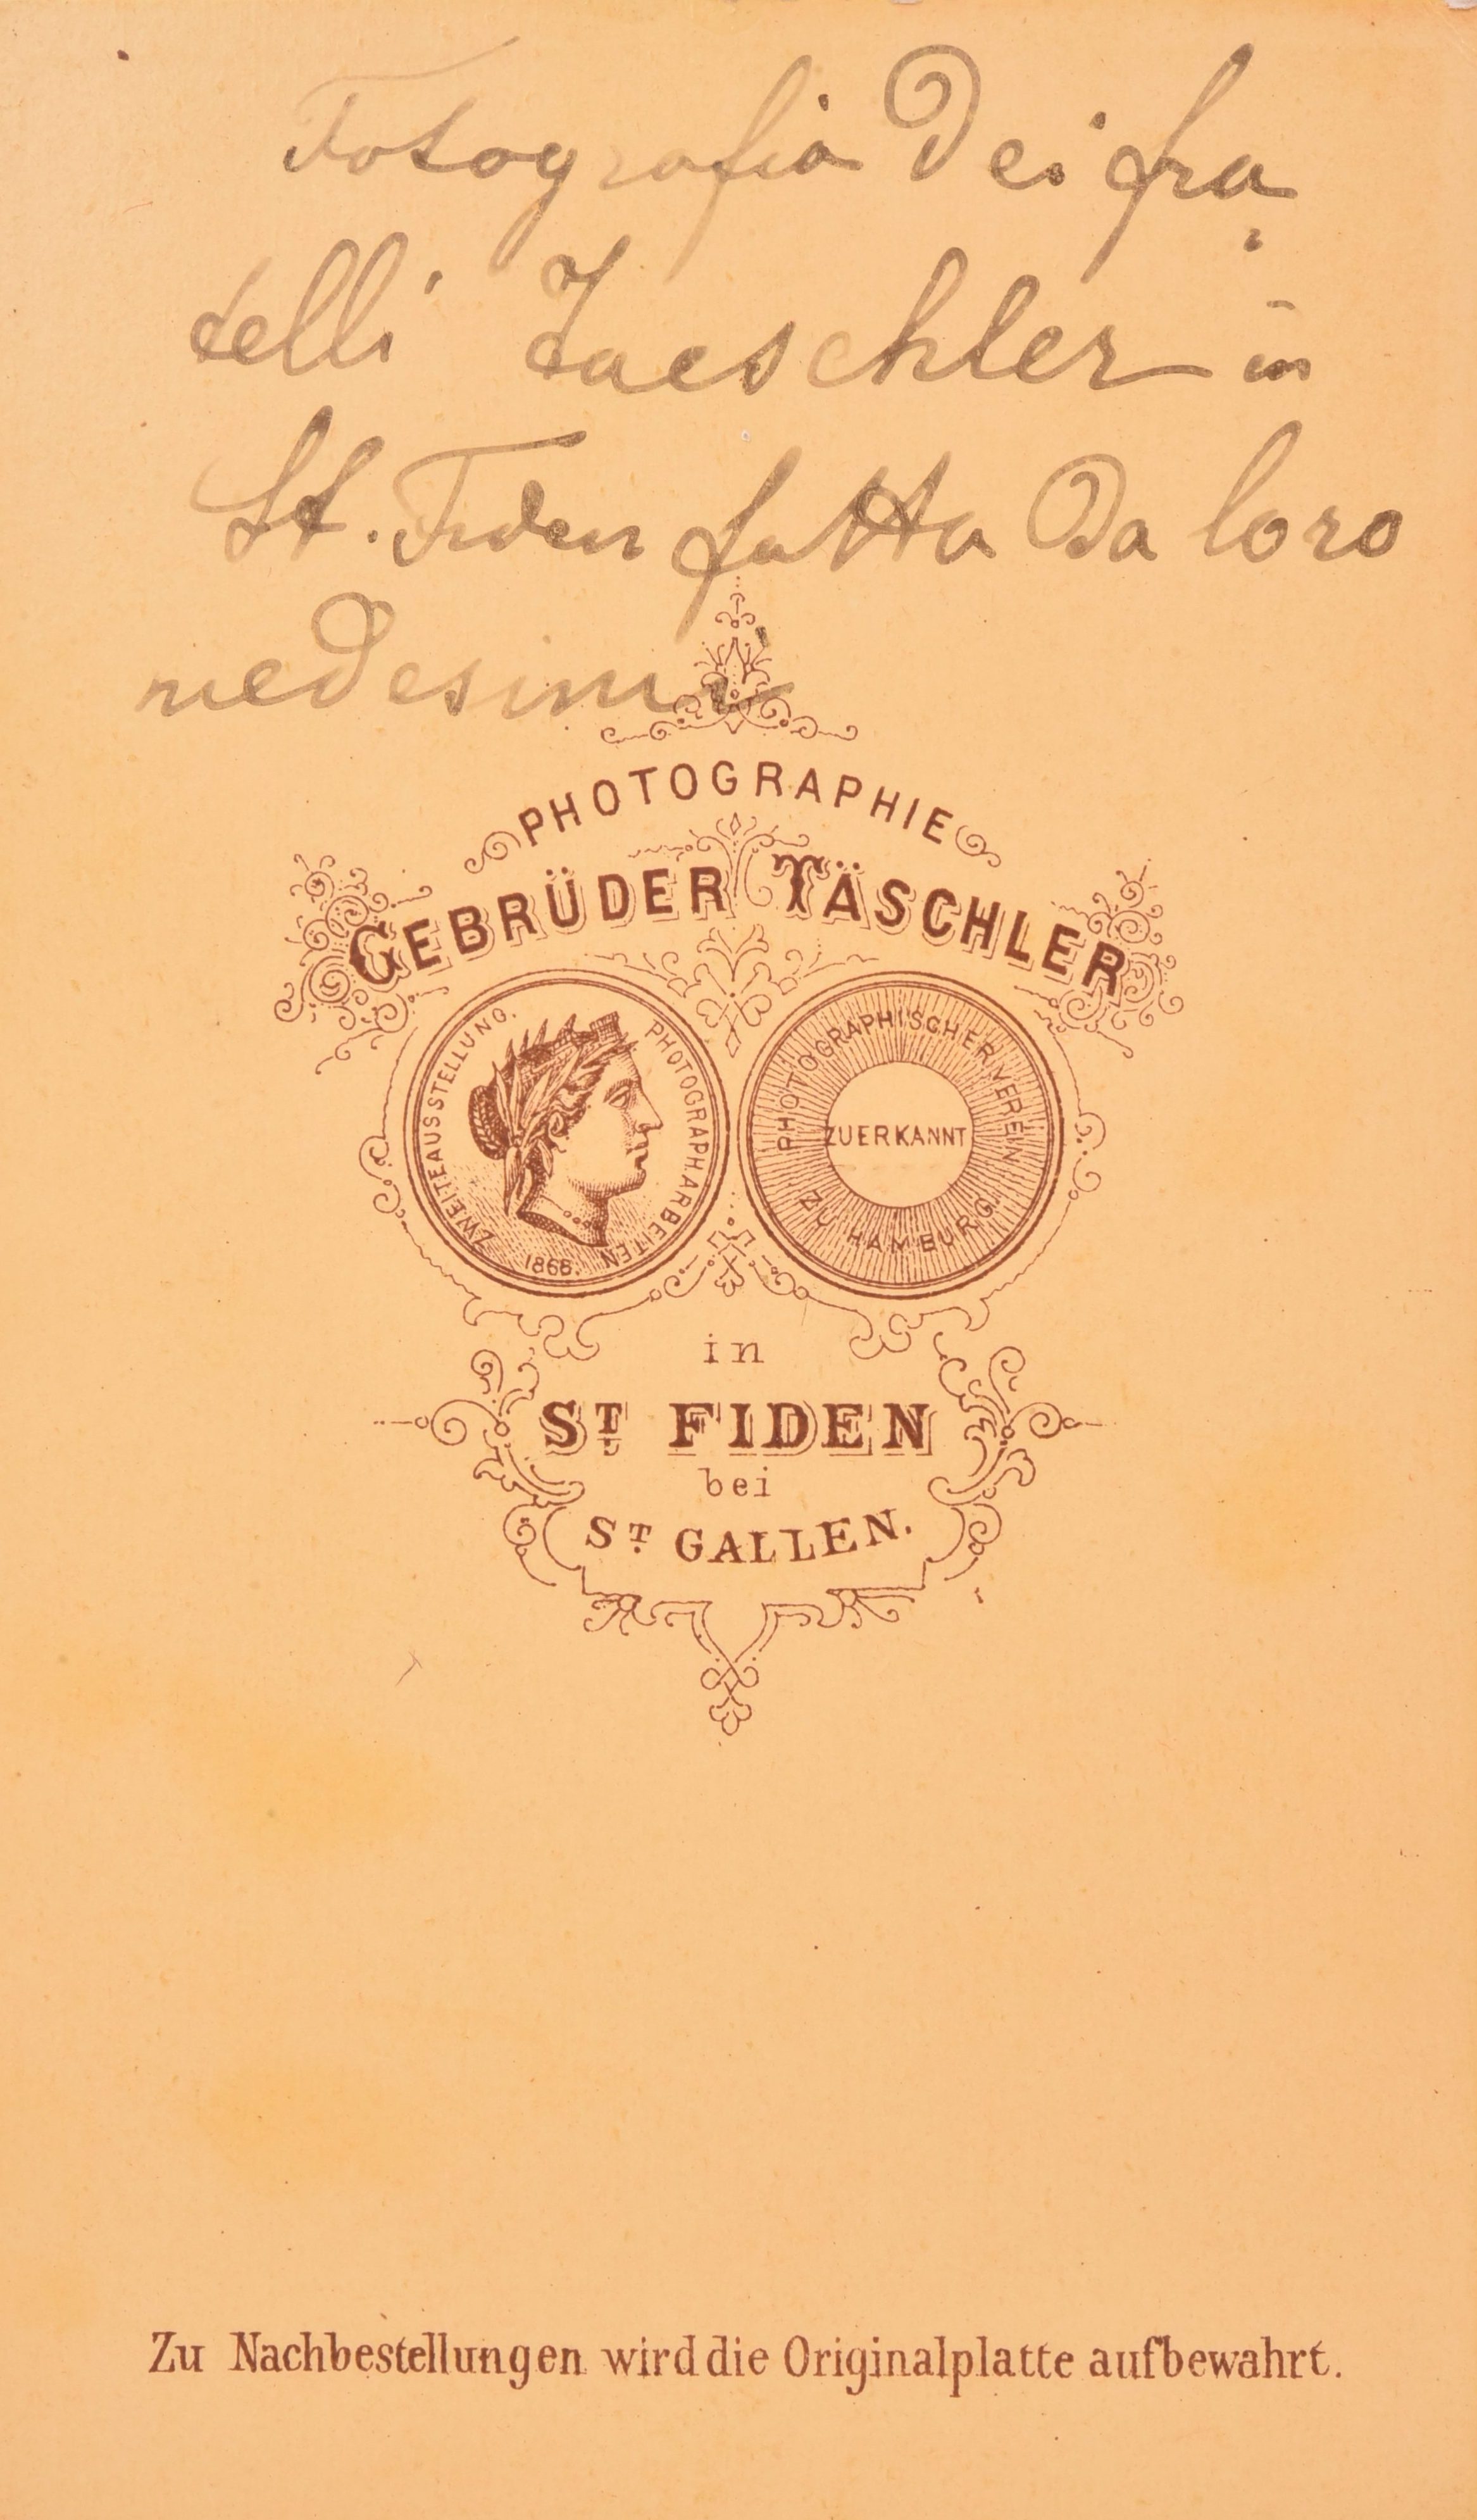 Fotografia Dei fra=
telli Taeschler in
St. Fiden fatta Da loro
medesimi
PHOTOGRAPHIE
GEBRÜDER TÄSCHLER
ZWEITE AUSSTELLUNG. PHOTOGRAPH. ARBEITEN 1868.
PHOTOGRAPHISCHER VEREIN ZU HAMBURG.
ZUERKANNT
in
ST. FIDEN
bei
ST. GALLEN.
Zu Nachbestellungen wird die Originalplatte aufbewahrt.